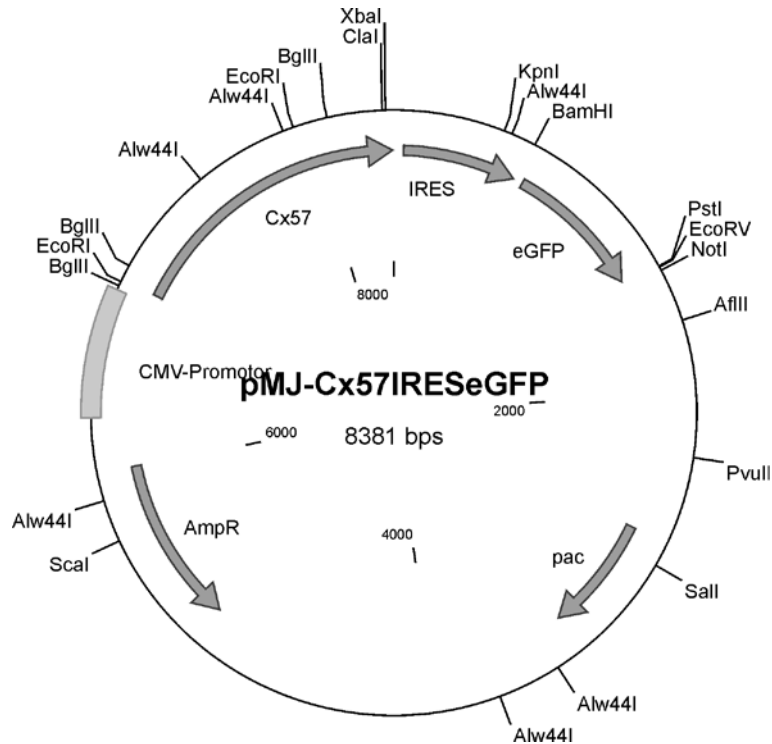 XbaI
ClaI
BglII
KpnI
EcoRI
Alw44I
Alw44I
BamHI
Alw44I
IRES
Cx57
PstI
BglII
EcoRV
EcoRI
eGFP
NotI
BglII
8000
AflII
CMV-Promotor
pMJ-Cx57IRESeGFP
2000
6000
8381 bps
PvuII
Alw44I
AmpR
4000
ScaI
pac
SalI
Alw44I
Alw44I